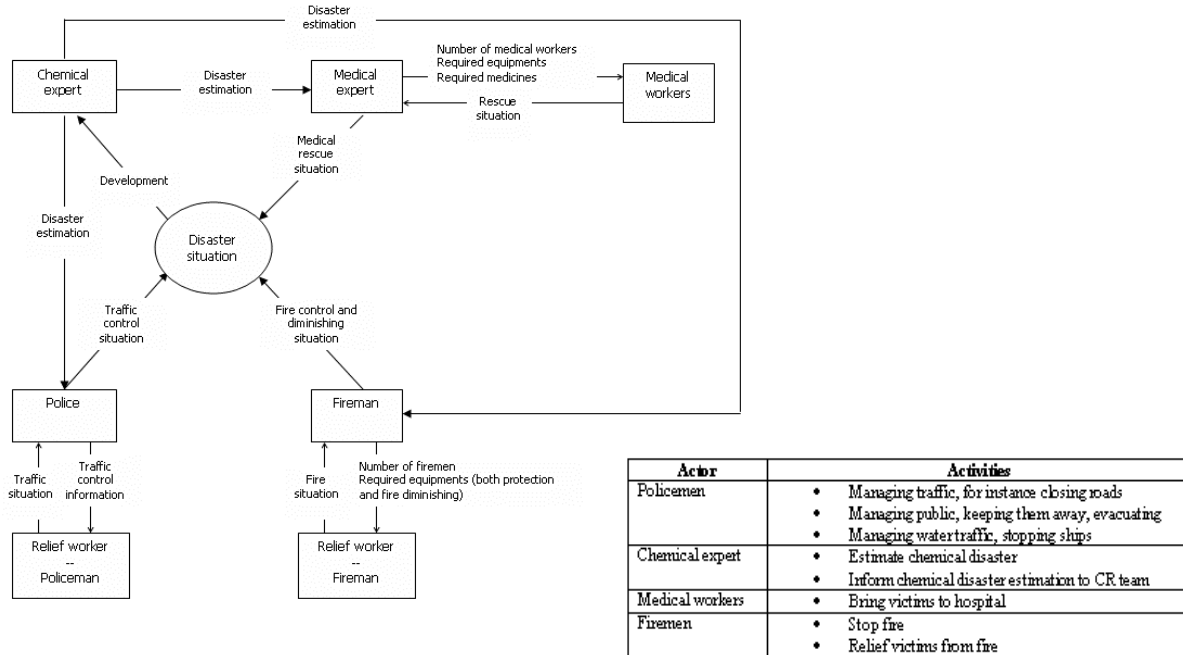 Disaster
estimation
Chemical
expert
Disaster
estimation
Medical
expert
Number of medical workers
Required equipments
Required medicines
Medical
workers
Rescue
situation
Medical
rescue
situation
Development
Disaster
estimation
Disaster
situation
Traffic
control
situation
Fire control and
diminishing
situation
Police
Fireman
Traffic
situation
Traffic
control
information
Fire
situation
Number of firemen
Required equipments (both protection
and fire diminishing)
Relief worker
--
Policeman
Relief worker
--
Fireman
Actor Activities
Policemen • Managing traffic, for instance closing roads
• Managing public, keeping them away, evacuating
• Managing water traffic, stopping ships
Chemical expert • Estimate chemical disaster
• Inform chemical disaster estimation to CR team
Medical workers • Bring victims to hospital
Firemen • Stop fire
• Relief victims from fire